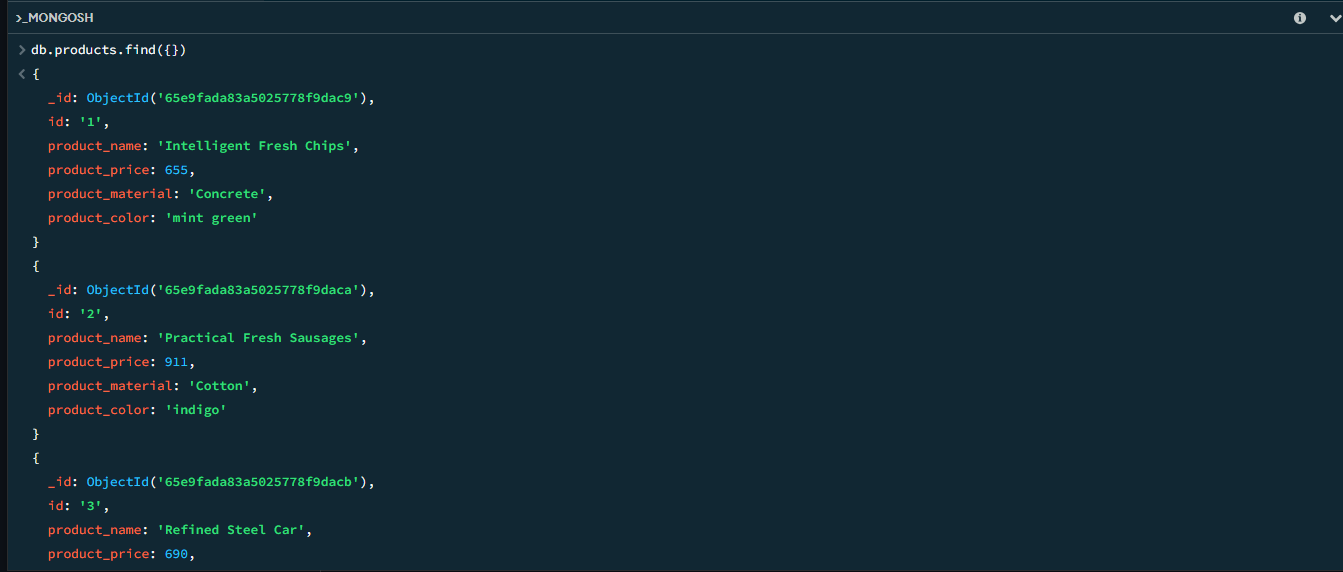 >_MONGOSH
> db.products.find({})
< {
_id: ObjectId('65e9fada83a5025778f9dac9'),
id: '1',
product_name: 'Intelligent Fresh Chips',
product_price: 655,
product_material: 'Concrete',
product_color: 'mint green'
}
{
_id: ObjectId('65e9fada83a5025778f9daca'),
id: '2',
product_name: 'Practical Fresh Sausages',
product_price: 911,
product_material: 'Cotton',
product_color: 'indigo'
}
{
_id: ObjectId('65e9fada83a5025778f9dacb'),
id: '3',
product_name: 'Refined Steel Car',
product_price: 690,